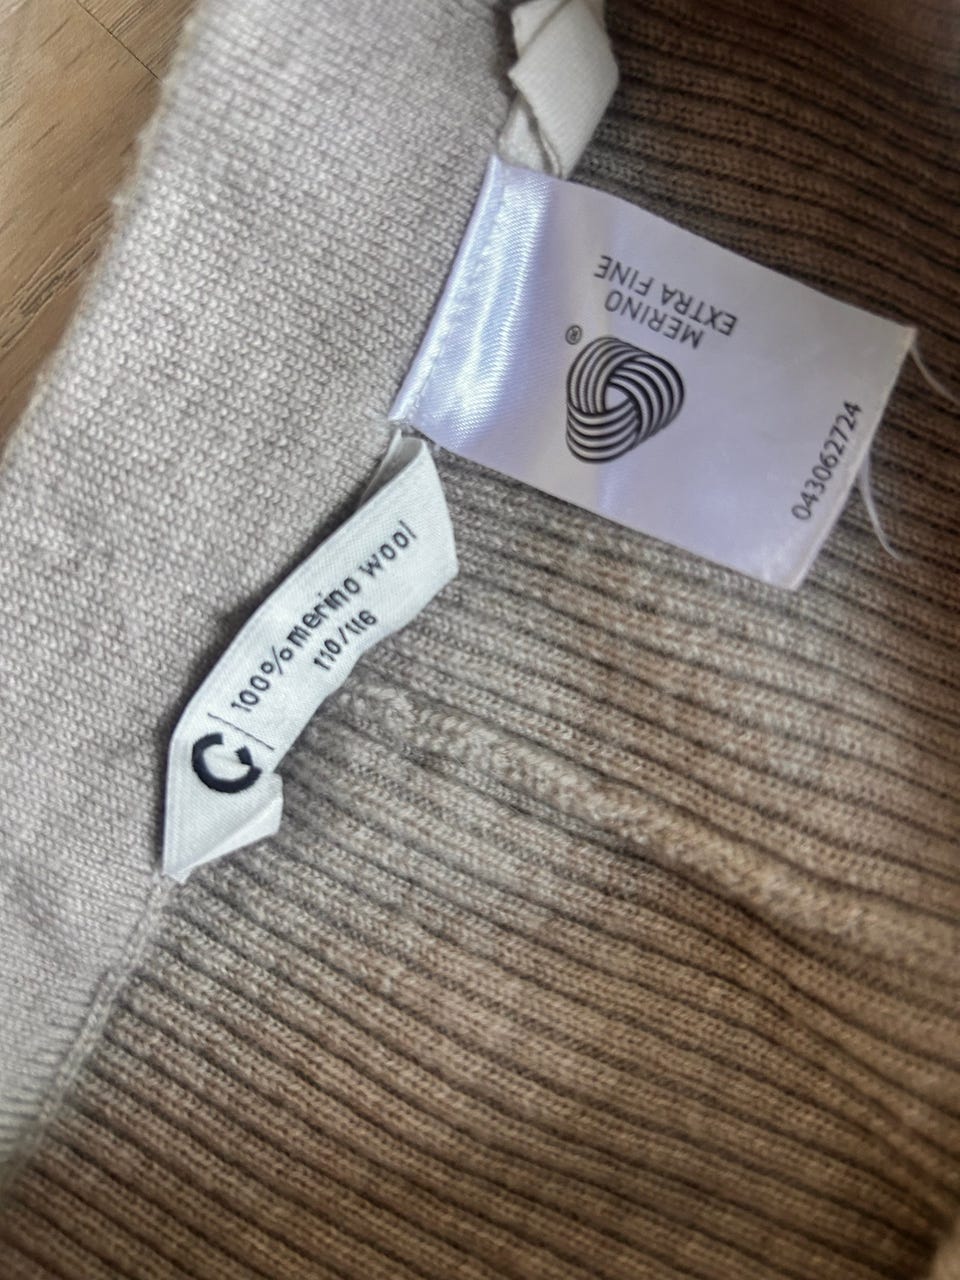 MERINO
EXTRA FINE
®
043062724
100% merino wool
110/116